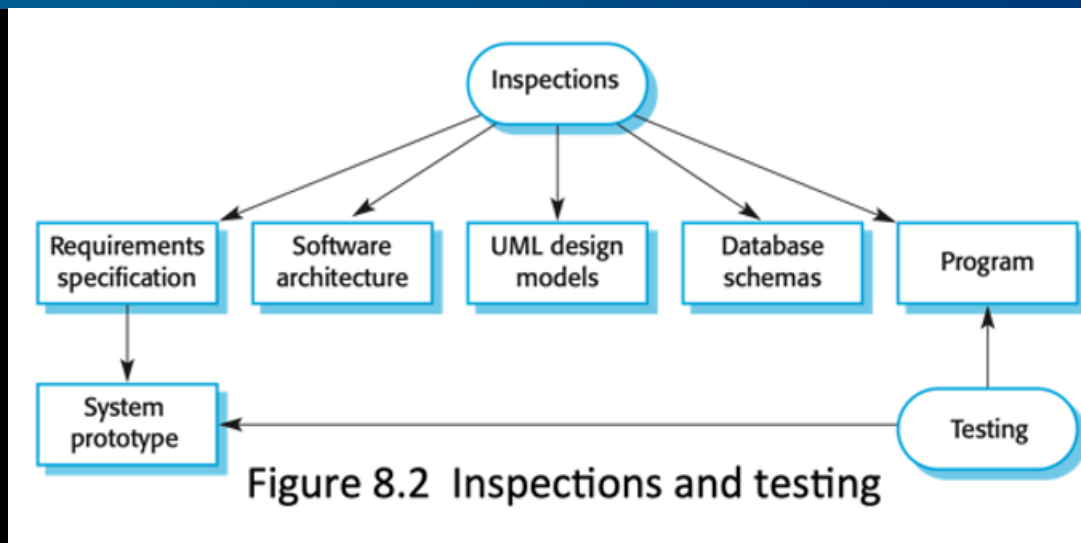 Inspections
Requirements
specification
Software
architecture
UML design
models
Database
schemas
Program
System
prototype
Testing
Figure 8.2 Inspections and testing